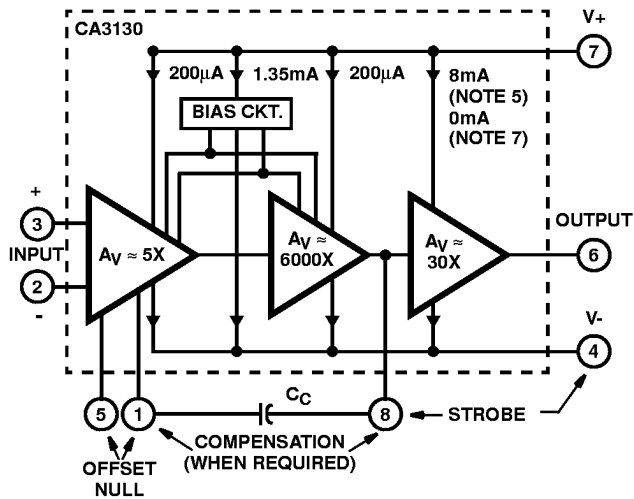 CA3130
V+
7
200μA
1.35mA
200μA
8mA
(NOTE 5)
0mA
(NOTE 7)
BIAS CKT.
+
3
INPUT
2
-
AV ≈ 5X
AV ≈
6000X
AV ≈
30X
OUTPUT
6
V-
4
5
1
CC
8
STROBE
COMPENSATION
(WHEN REQUIRED)
OFFSET
NULL